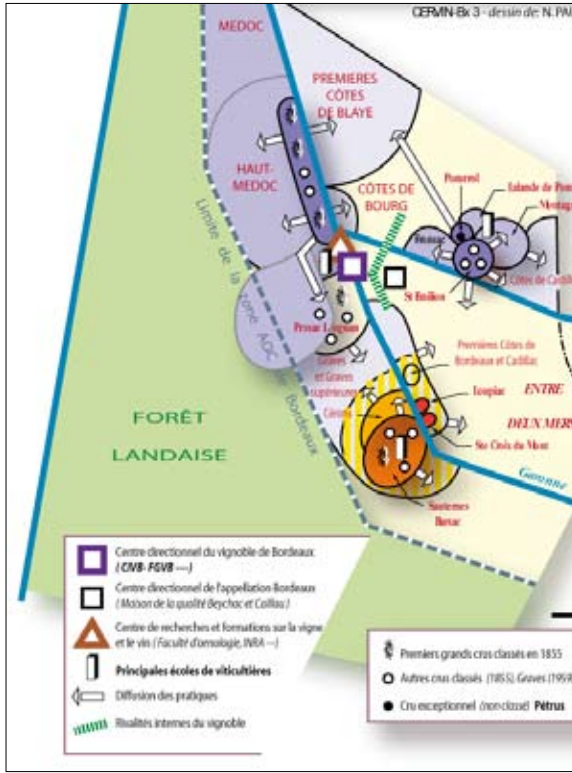 CERVIN-Bx 3 - dessin de: N. PA
MEDOC
PREMIERES
CÔTES
DE BLAYE
HAUT-
MEDOC
CÔTES DE
BOURG
Pomerol
Lalande de Pom
Montag
Fronsac
Côtes de Castill
St Emilion
Limite de la zone AOC de Bordeaux
Pessac Léognan
Graves
et Graves
supérieures
Cérons
Premières Côtes de
Bordeaux et Cadillac
Loupiac
ENTRE
DEUX MERS
Ste Croix du Mont
Garonne
Sauternes
Barsac
FORÊT
LANDAISE
Centre directionnel du vignoble de Bordeaux
(CIVB- FGVB ---)
Centre directionnel de l'appellation Bordeaux
(Maison de la qualité Beychac et Caillau)
Centre de recherches et formations sur la vigne
et le vin (Faculté d'œnologie, INRA --)
Principales écoles de viticultières
Diffusion des pratiques
Rivalités internes du vignoble
Premiers grands crus classés en 1855
Autres crus classés (1855), Graves (1959)
Cru exceptionnel (non classé) Pétrus